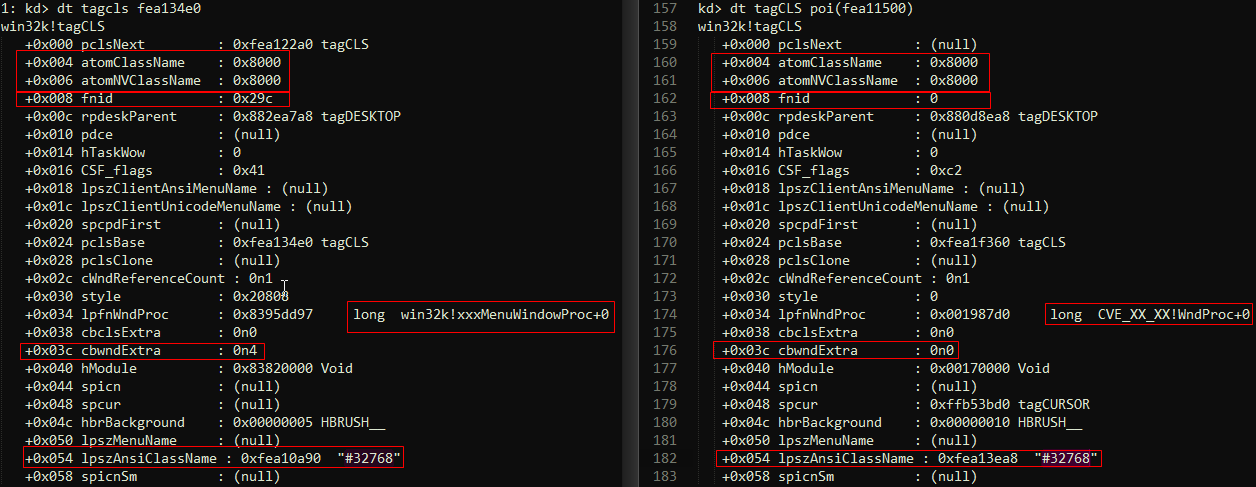 1: kd> dt tagcls fea134e0
win32k!tagCLS
+0x000 pclsNext : 0xfea122a0 tagCLS
+0x004 atomClassName : 0x8000
+0x006 atomNVClassName : 0x8000
+0x008 fnid : 0x29c
+0x00c rpdeskParent : 0x882ea7a8 tagDESKTOP
+0x010 pdce : (null)
+0x014 hTaskWow : 0
+0x016 CSF_flags : 0x41
+0x018 lpszClientAnsiMenuName : (null)
+0x01c lpszClientUnicodeMenuName : (null)
+0x020 spcpdFirst : (null)
+0x024 pclsBase : 0xfea134e0 tagCLS
+0x028 pclsClone : (null)
+0x02c cWndReferenceCount : 0n1
+0x030 style : 0x20808
+0x034 lpfnWndProc : 0x8395dd97 long win32k!xxxMenuWindowProc+0
+0x038 cbclsExtra : 0n0
+0x03c cbwndExtra : 0n4
+0x040 hModule : 0x83820000 Void
+0x044 spicn : (null)
+0x048 spcur : (null)
+0x04c hbrBackground : 0x00000005 HBRUSH__
+0x050 lpszMenuName : (null)
+0x054 lpszAnsiClassName : 0xfea10a90 "#32768"
+0x058 spicnSm : (null)
157 kd> dt tagCLS poi(fea11500)
158 win32k!tagCLS
159 +0x000 pclsNext : (null)
160 +0x004 atomClassName : 0x8000
161 +0x006 atomNVClassName : 0x8000
162 +0x008 fnid : 0
163 +0x00c rpdeskParent : 0x880d8ea8 tagDESKTOP
164 +0x010 pdce : (null)
165 +0x014 hTaskWow : 0
166 +0x016 CSF_flags : 0xc2
167 +0x018 lpszClientAnsiMenuName : (null)
168 +0x01c lpszClientUnicodeMenuName : (null)
169 +0x020 spcpdFirst : (null)
170 +0x024 pclsBase : 0xfea1f360 tagCLS
171 +0x028 pclsClone : (null)
172 +0x02c cWndReferenceCount : 0n1
173 +0x030 style : 0
174 +0x034 lpfnWndProc : 0x001987d0 long CVE_XX_XX!WndProc+0
175 +0x038 cbclsExtra : 0n0
176 +0x03c cbwndExtra : 0n0
177 +0x040 hModule : 0x00170000 Void
178 +0x044 spicn : (null)
179 +0x048 spcur : 0xffb53bd0 tagCURSOR
180 +0x04c hbrBackground : 0x00000010 HBRUSH__
181 +0x050 lpszMenuName : (null)
182 +0x054 lpszAnsiClassName : 0xfea13ea8 "#32768"
183 +0x058 spicnSm : (null)